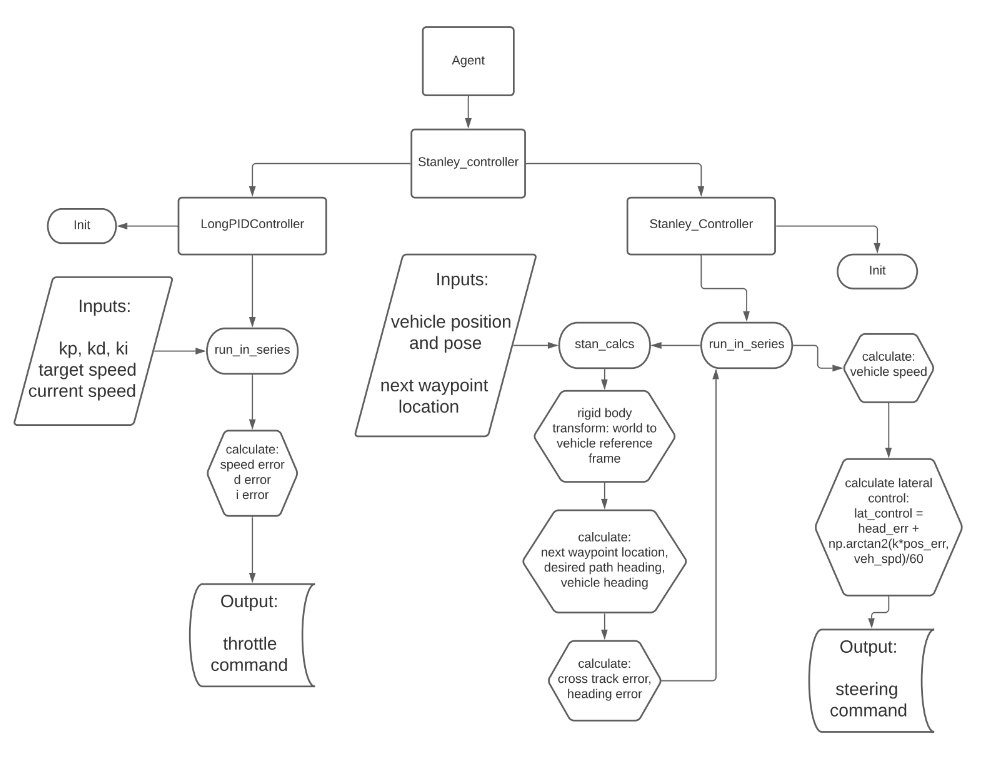 Agent
Stanley_controller
LongPIDController
Init
Inputs:
kp, kd, ki
target speed
current speed
run_in_series
calculate:
speed error
d error
i error
Output:
throttle
command
Stanley_Controller
Init
Inputs:
vehicle position
and pose
next waypoint
location
stan_calcs
run_in_series
rigid body
transform: world to
vehicle reference
frame
calculate:
next waypoint location,
desired path heading,
vehicle heading
calculate:
cross track error,
heading error
calculate:
vehicle speed
calculate lateral
control:
lat_control =
head_err +
np.arctan2(k*pos_err,
veh_spd)/60
Output:
steering
command